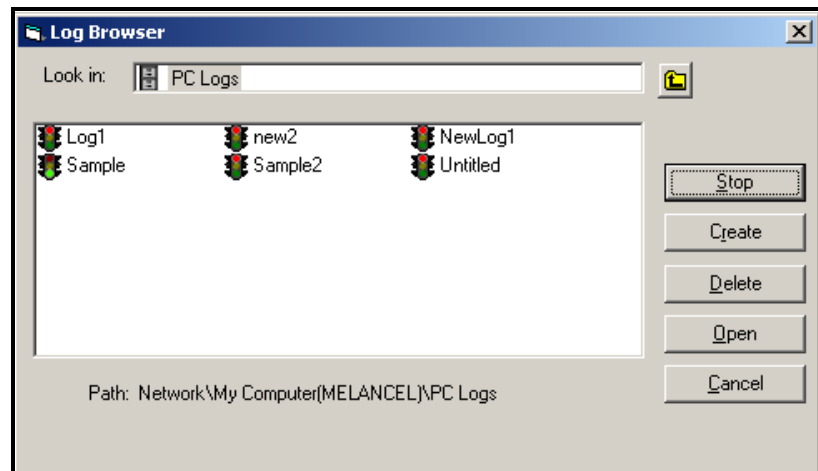 Log Browser
Look in: PC Logs
Log1 new2 NewLog1
Sample Sample2 Untitled
Stop
Create
Delete
Open
Cancel
Path: Network\My Computer(MELANCEL)\PC Logs